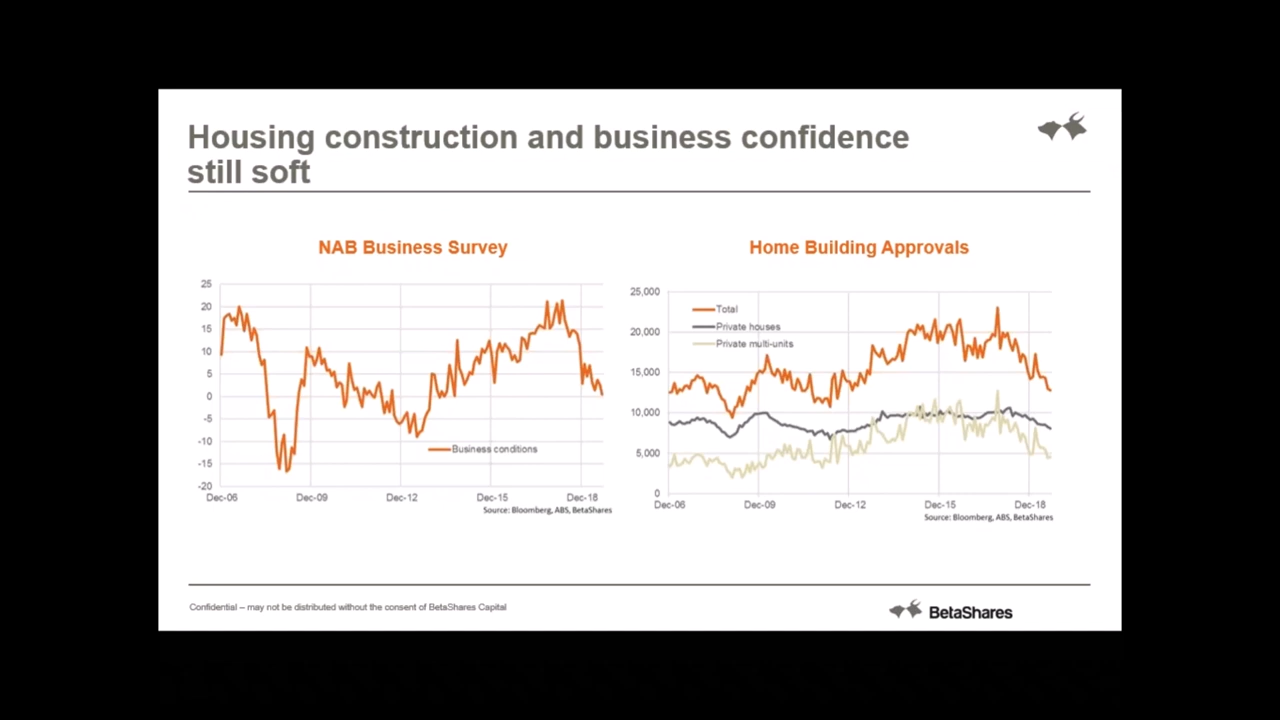 Housing construction and business confidence
still soft
NAB Business Survey
25
20
15
10
5
0
-5
-10
-15
-20
Business conditions
Dec-06 Dec-09 Dec-12 Dec-15 Dec-18
Source: Bloomberg, ABS, BetaShares
Home Building Approvals
25,000
20,000
15,000
10,000
5,000
0
Total
Private houses
Private multi-units
Dec-06 Dec-09 Dec-12 Dec-15 Dec-18
Source: Bloomberg, ABS, BetaShares
Confidential – may not be distributed without the consent of BetaShares Capital
BetaShares